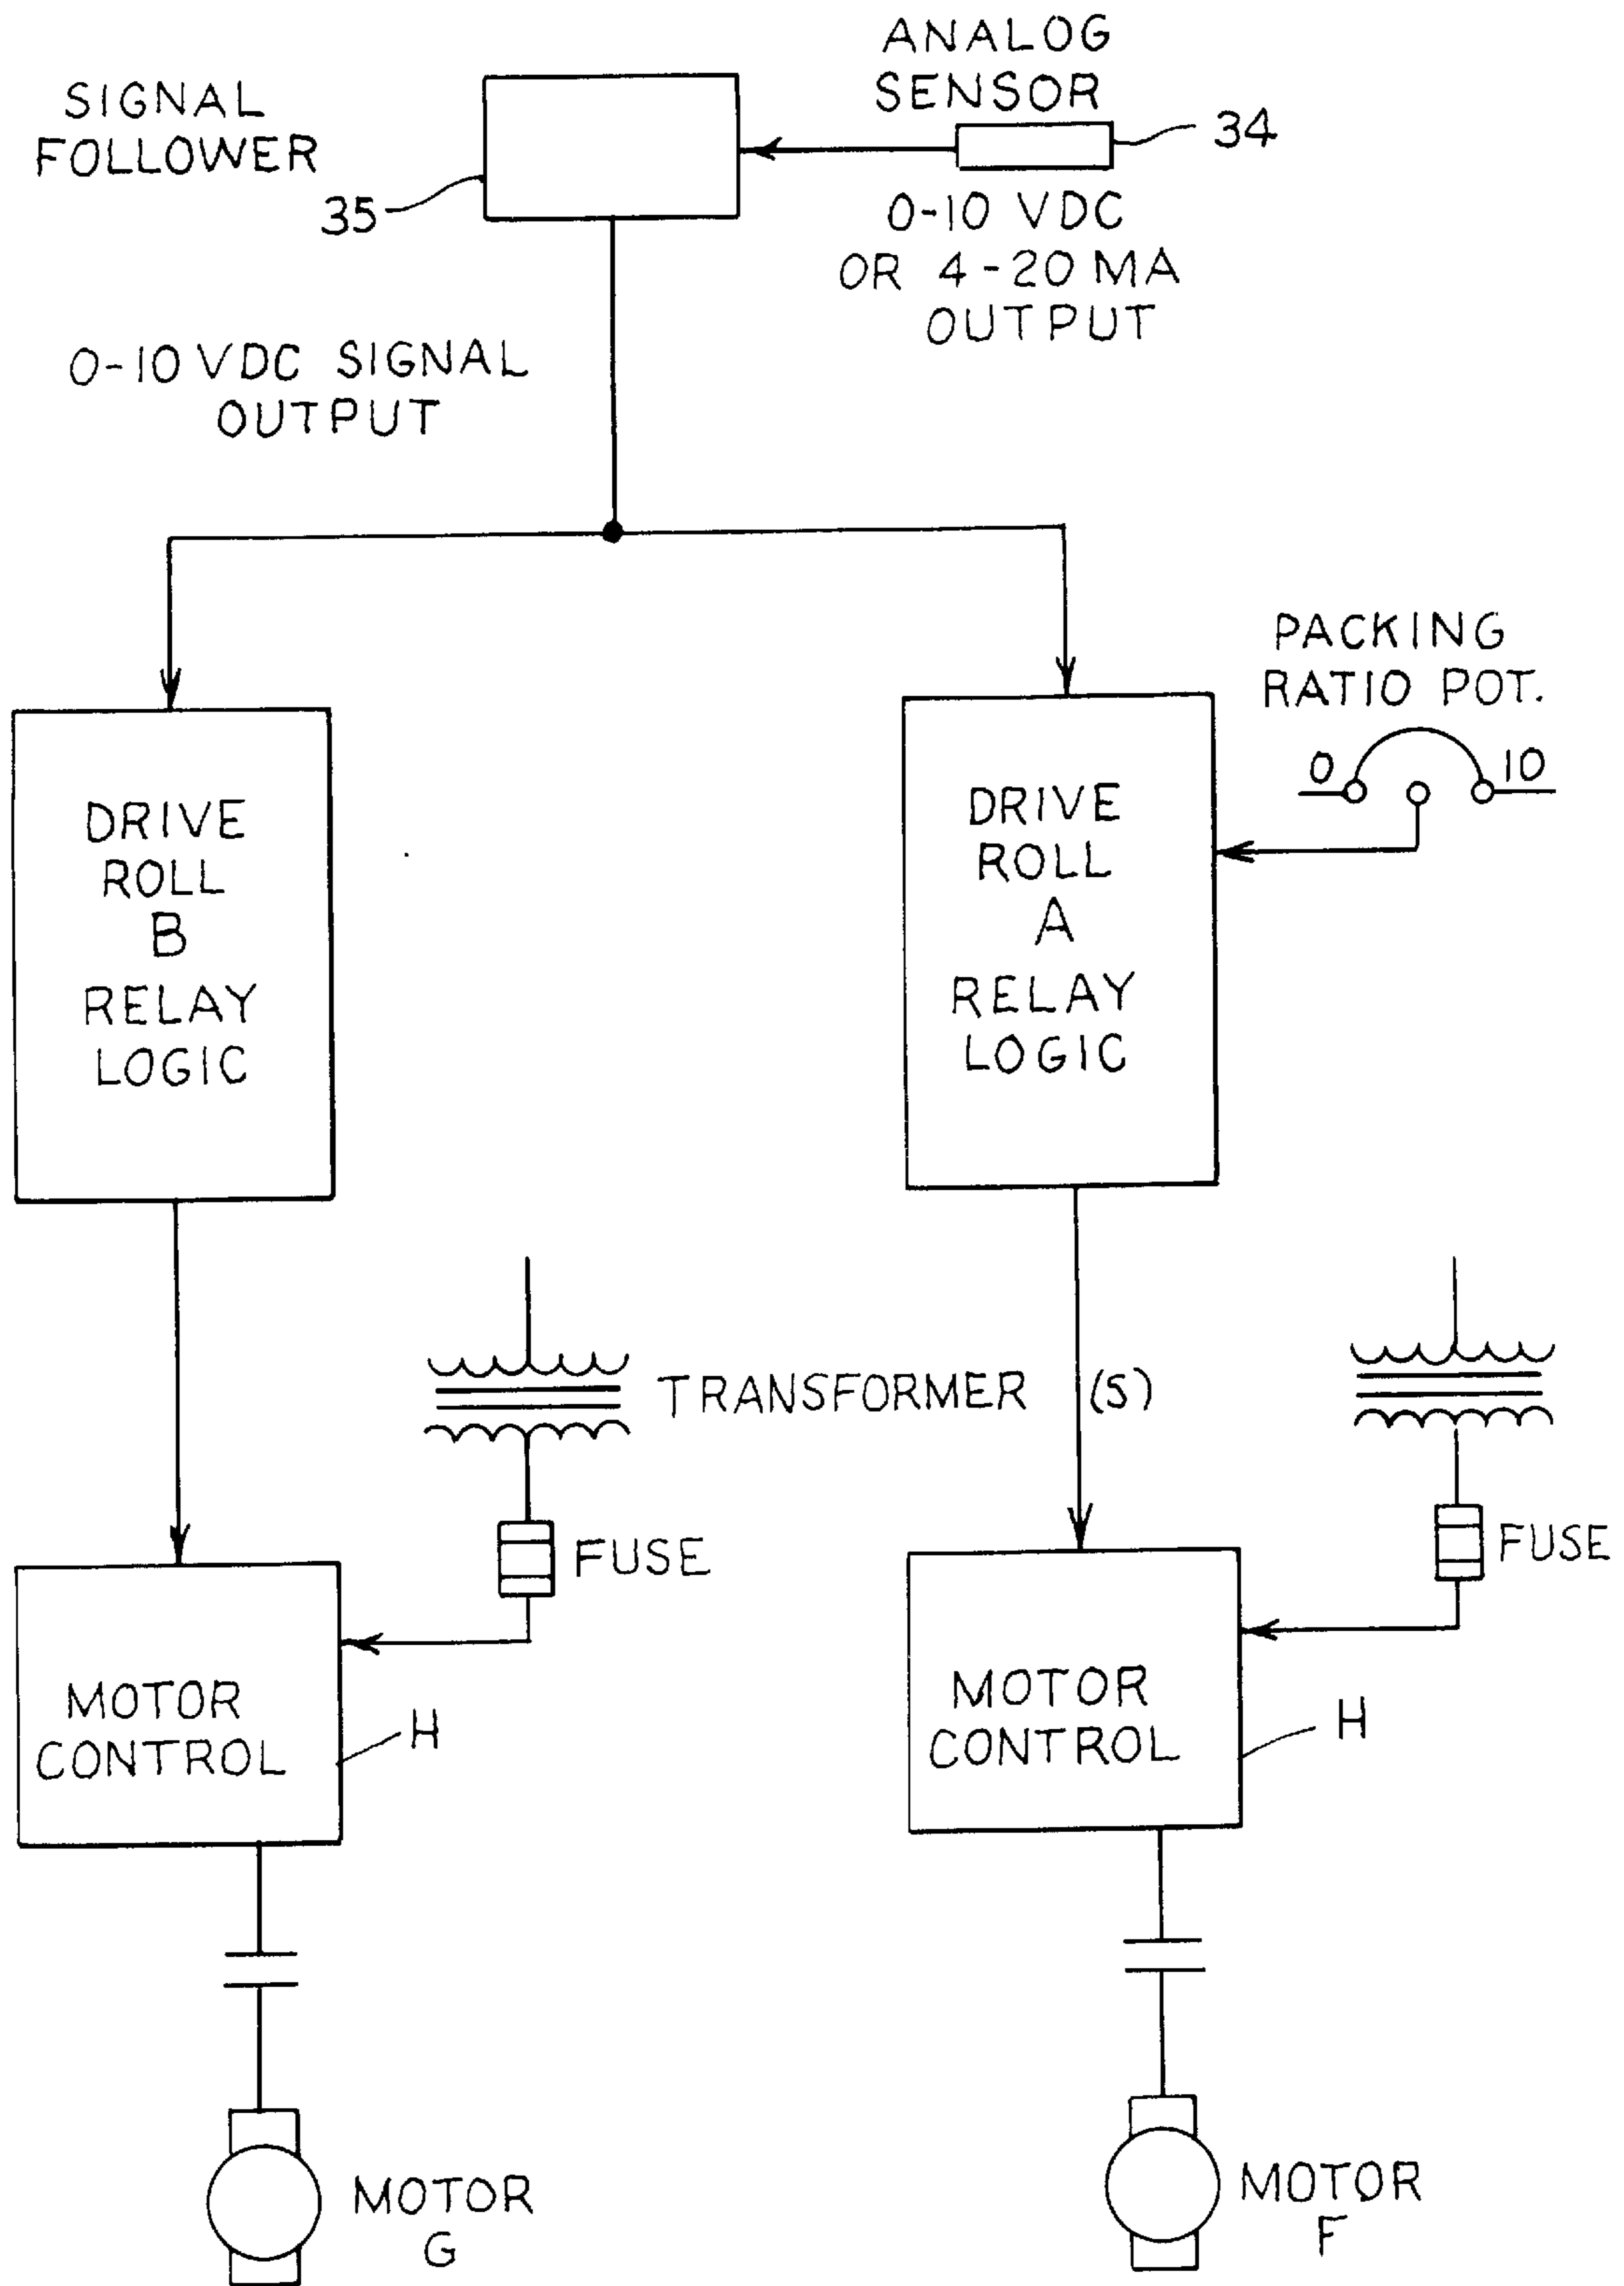 ANALOG
SENSOR
34
SIGNAL
FOLLOWER
35
0-10 VDC
OR 4-20 MA
OUTPUT
0-10 VDC SIGNAL
OUTPUT
PACKING
RATIO POT.
0
10
DRIVE
ROLL
B
RELAY
LOGIC
DRIVE
ROLL
A
RELAY
LOGIC
TRANSFORMER (S)
FUSE
FUSE
MOTOR
CONTROL
H
MOTOR
CONTROL
H
MOTOR
G
MOTOR
F